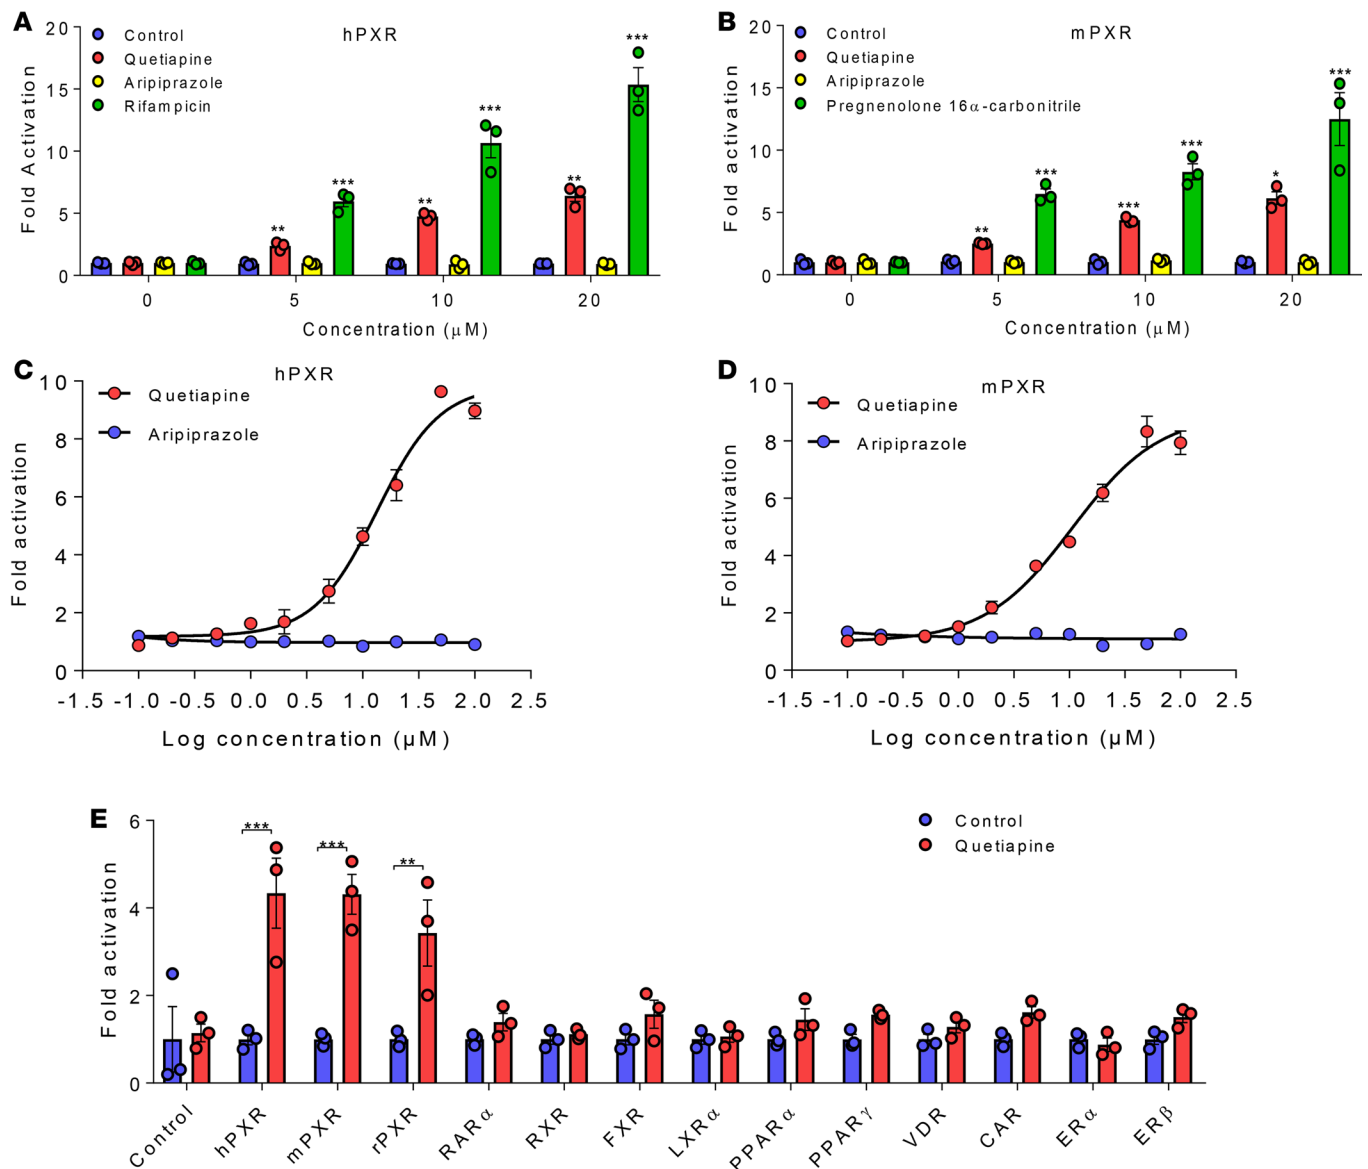 A
hPXR
Control
Quetiapine
Aripiprazole
Rifampicin
Fold Activation
20
15
10
5
0
**
***
**
***
**
***
0 5 10 20
Concentration (μM)
B
mPXR
Control
Quetiapine
Aripiprazole
Pregnenolone 16α-carbonitrile
Fold activation
20
15
10
5
0
**
***
***
***
*
***
0 5 10 20
Concentration (μM)
C
hPXR
Quetiapine
Aripiprazole
Fold activation
10
8
6
4
2
0
-1.5 -1.0 -0.5 0.0 0.5 1.0 1.5 2.0 2.5
Log concentration (μM)
D
mPXR
Quetiapine
Aripiprazole
Fold activation
10
8
6
4
2
0
-1.5 -1.0 -0.5 0.0 0.5 1.0 1.5 2.0 2.5
Log concentration (μM)
E
Control
Quetiapine
Fold activation
6
4
2
0
***
***
**
Control hPXR mPXR rPXR RARα RXR FXR LXRα PPARα PPARγ VDR CAR ERα ERβ